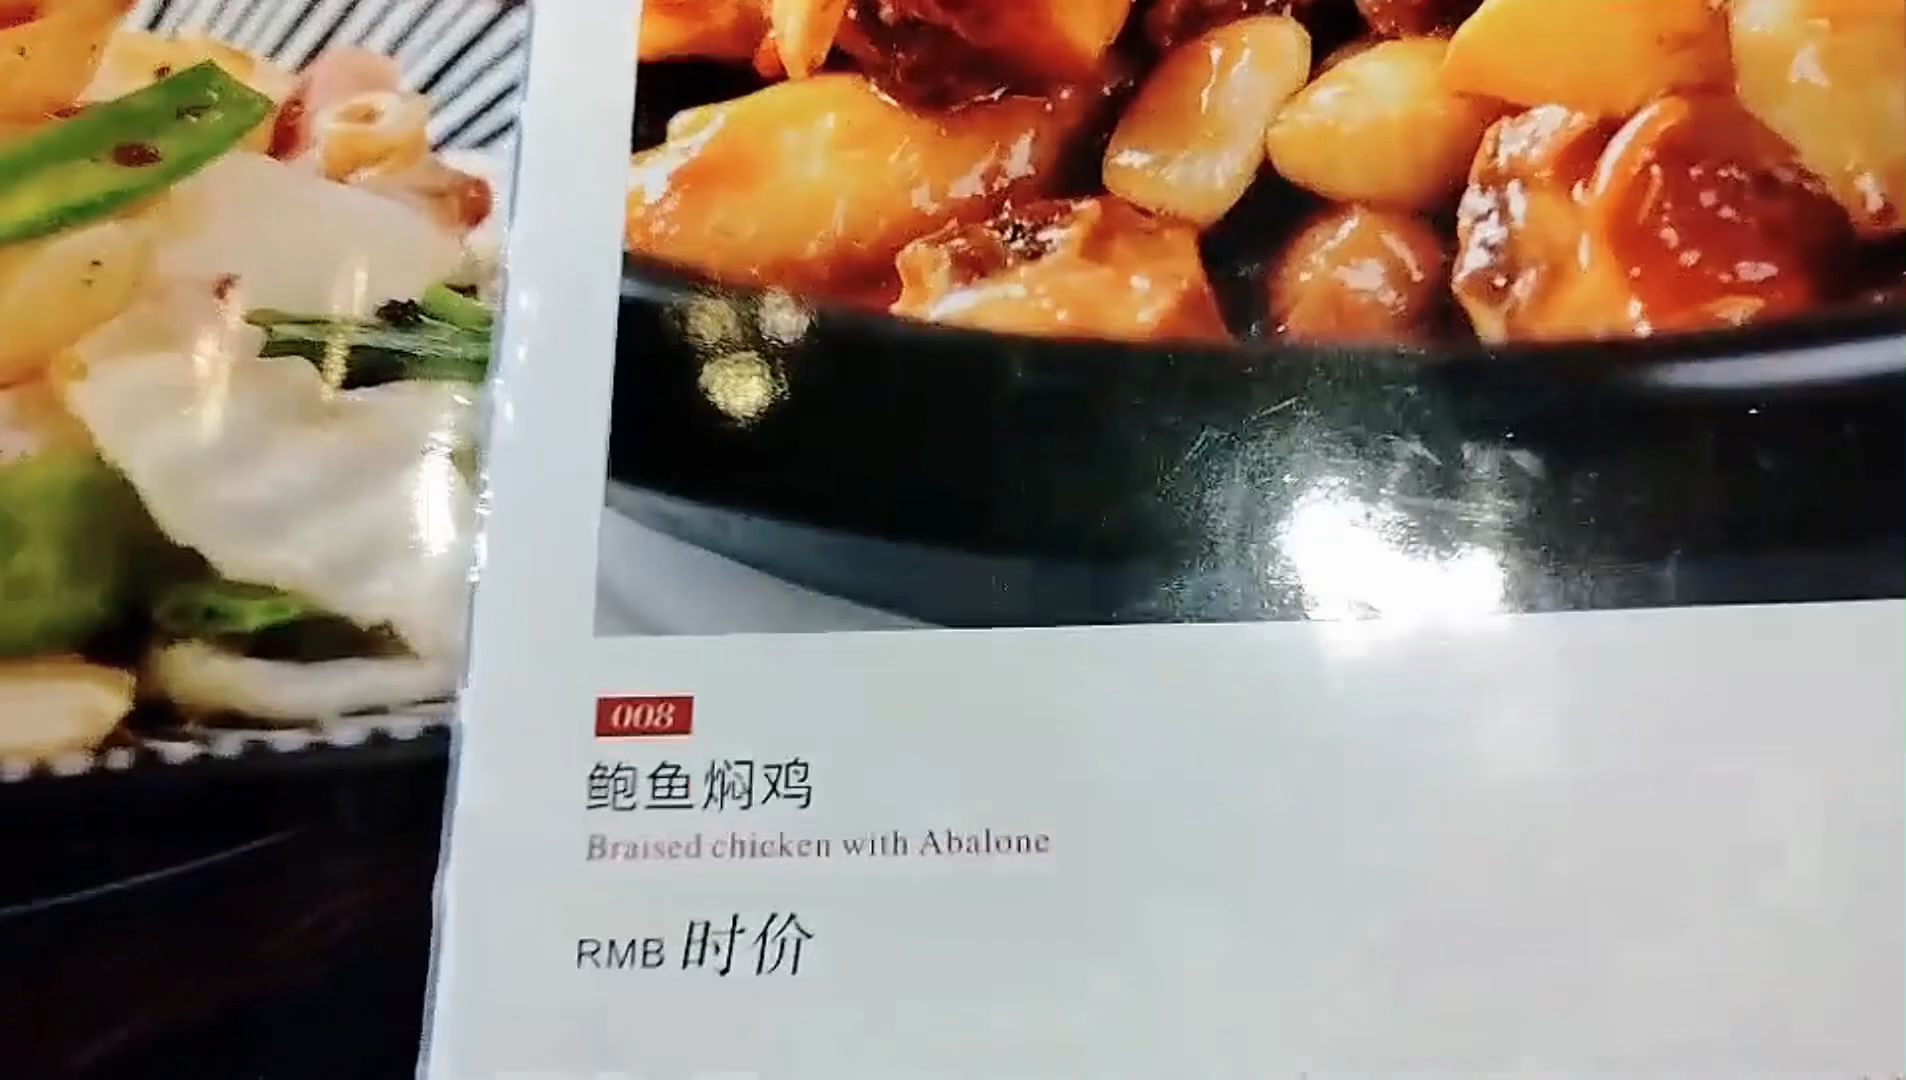 008
鲍鱼焖鸡
Braised chicken with Abalone
RMB 时价